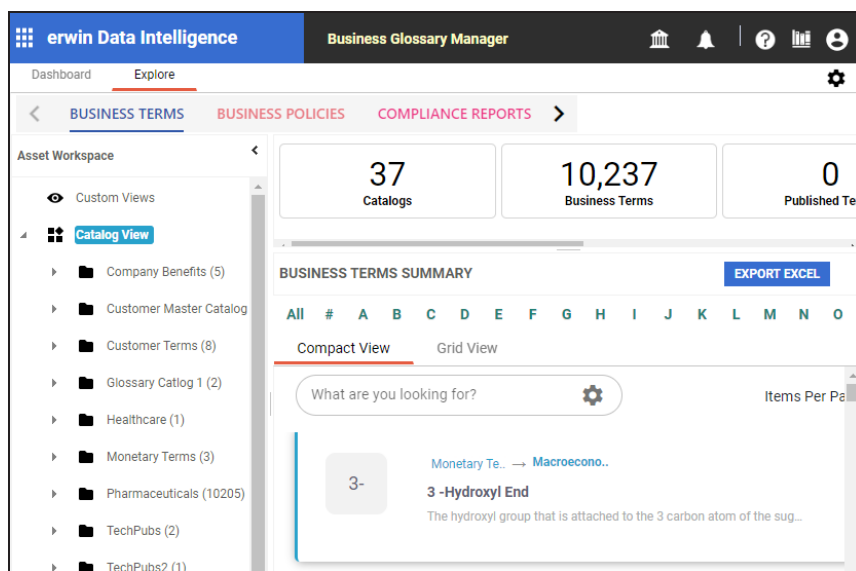 erwin Data Intelligence
Business Glossary Manager
Dashboard
Explore
BUSINESS TERMS
BUSINESS POLICIES
COMPLIANCE REPORTS
Asset Workspace
Custom Views
Catalog View
Company Benefits (5)
Customer Master Catalog
Customer Terms (8)
Glossary Catlog 1 (2)
Healthcare (1)
Monetary Terms (3)
Pharmaceuticals (10205)
TechPubs (2)
TechPubs2 (1)
37
Catalogs
10,237
Business Terms
0
Published Te
BUSINESS TERMS SUMMARY
EXPORT EXCEL
All # A B C D E F G H I J K L M N O
Compact View
Grid View
What are you looking for?
Items Per Pa
3-
Monetary Te.. → Macroecono..
3 -Hydroxyl End
The hydroxyl group that is attached to the 3 carbon atom of the sug...